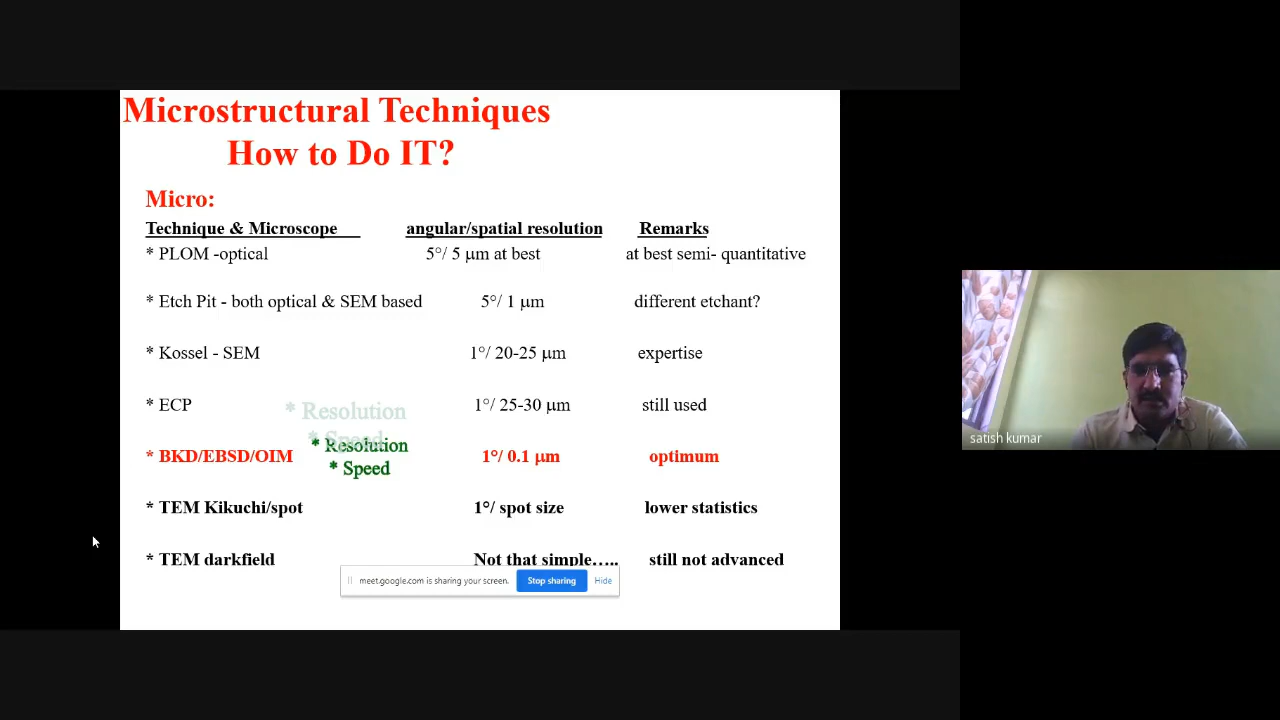 Microstructural Techniques
How to Do IT?
Micro:
Technique & Microscope angular/spatial resolution Remarks
* PLOM -optical 5°/ 5 µm at best at best semi- quantitative
* Etch Pit - both optical & SEM based 5°/ 1 µm different etchant?
* Kossel - SEM 1°/ 20-25 µm expertise
* ECP 1°/ 25-30 µm still used
* Resolution
* Speed
* Resolution
* BKD/EBSD/OIM 1°/ 0.1 µm optimum
* Speed
* TEM Kikuchi/spot 1°/ spot size lower statistics
* TEM darkfield Not that simple….. still not advanced
meet.google.com is sharing your screen. Stop sharing Hide
satish kumar